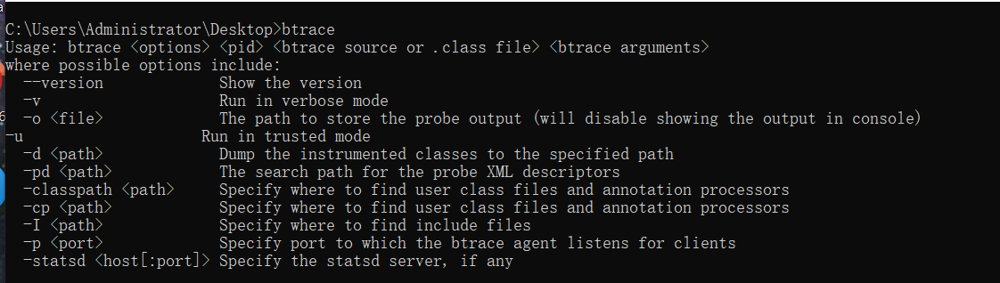 C:\Users\Administrator\Desktop>btrace
Usage: btrace <options> <pid> <btrace source or .class file> <btrace arguments>
where possible options include:
  --version             Show the version
  -v                    Run in verbose mode
  -o <file>             The path to store the probe output (will disable showing the output in console)
-u                    Run in trusted mode
  -d <path>             Dump the instrumented classes to the specified path
  -pd <path>            The search path for the probe XML descriptors
  -classpath <path>     Specify where to find user class files and annotation processors
  -cp <path>            Specify where to find user class files and annotation processors
  -I <path>             Specify where to find include files
  -p <port>             Specify port to which the btrace agent listens for clients
  -statsd <host[:port]> Specify the statsd server, if any